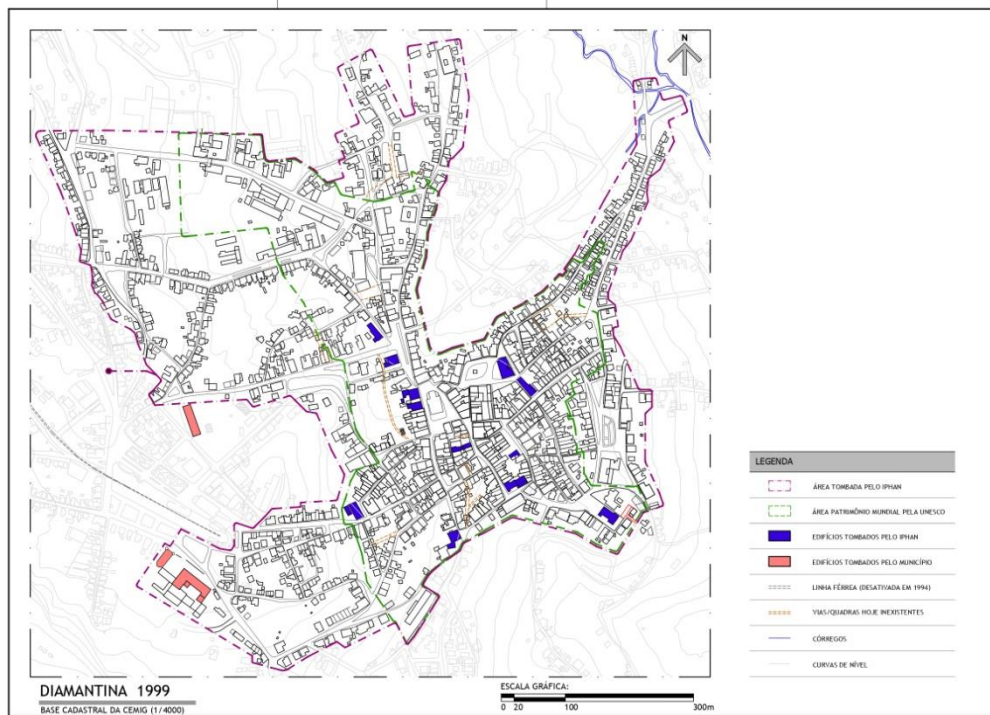 N
LEGENDA
ÁREA TOMBADA PELO IPHAN
ÁREA PATRIMÔNIO MUNDIAL PELA UNESCO
EDIFÍCIOS TOMBADOS PELO IPHAN
EDIFÍCIOS TOMBADOS PELO MUNICÍPIO
LINHA FÉRREA (DESATIVADA EM 1994)
VIAS/QUADRAS HOJE INEXISTENTES
CÓRREGOS
CURVAS DE NÍVEL
DIAMANTINA 1999
BASE CADASTRAL DA CEMIG (1/4000)
ESCALA GRÁFICA:
0 20 100 300m